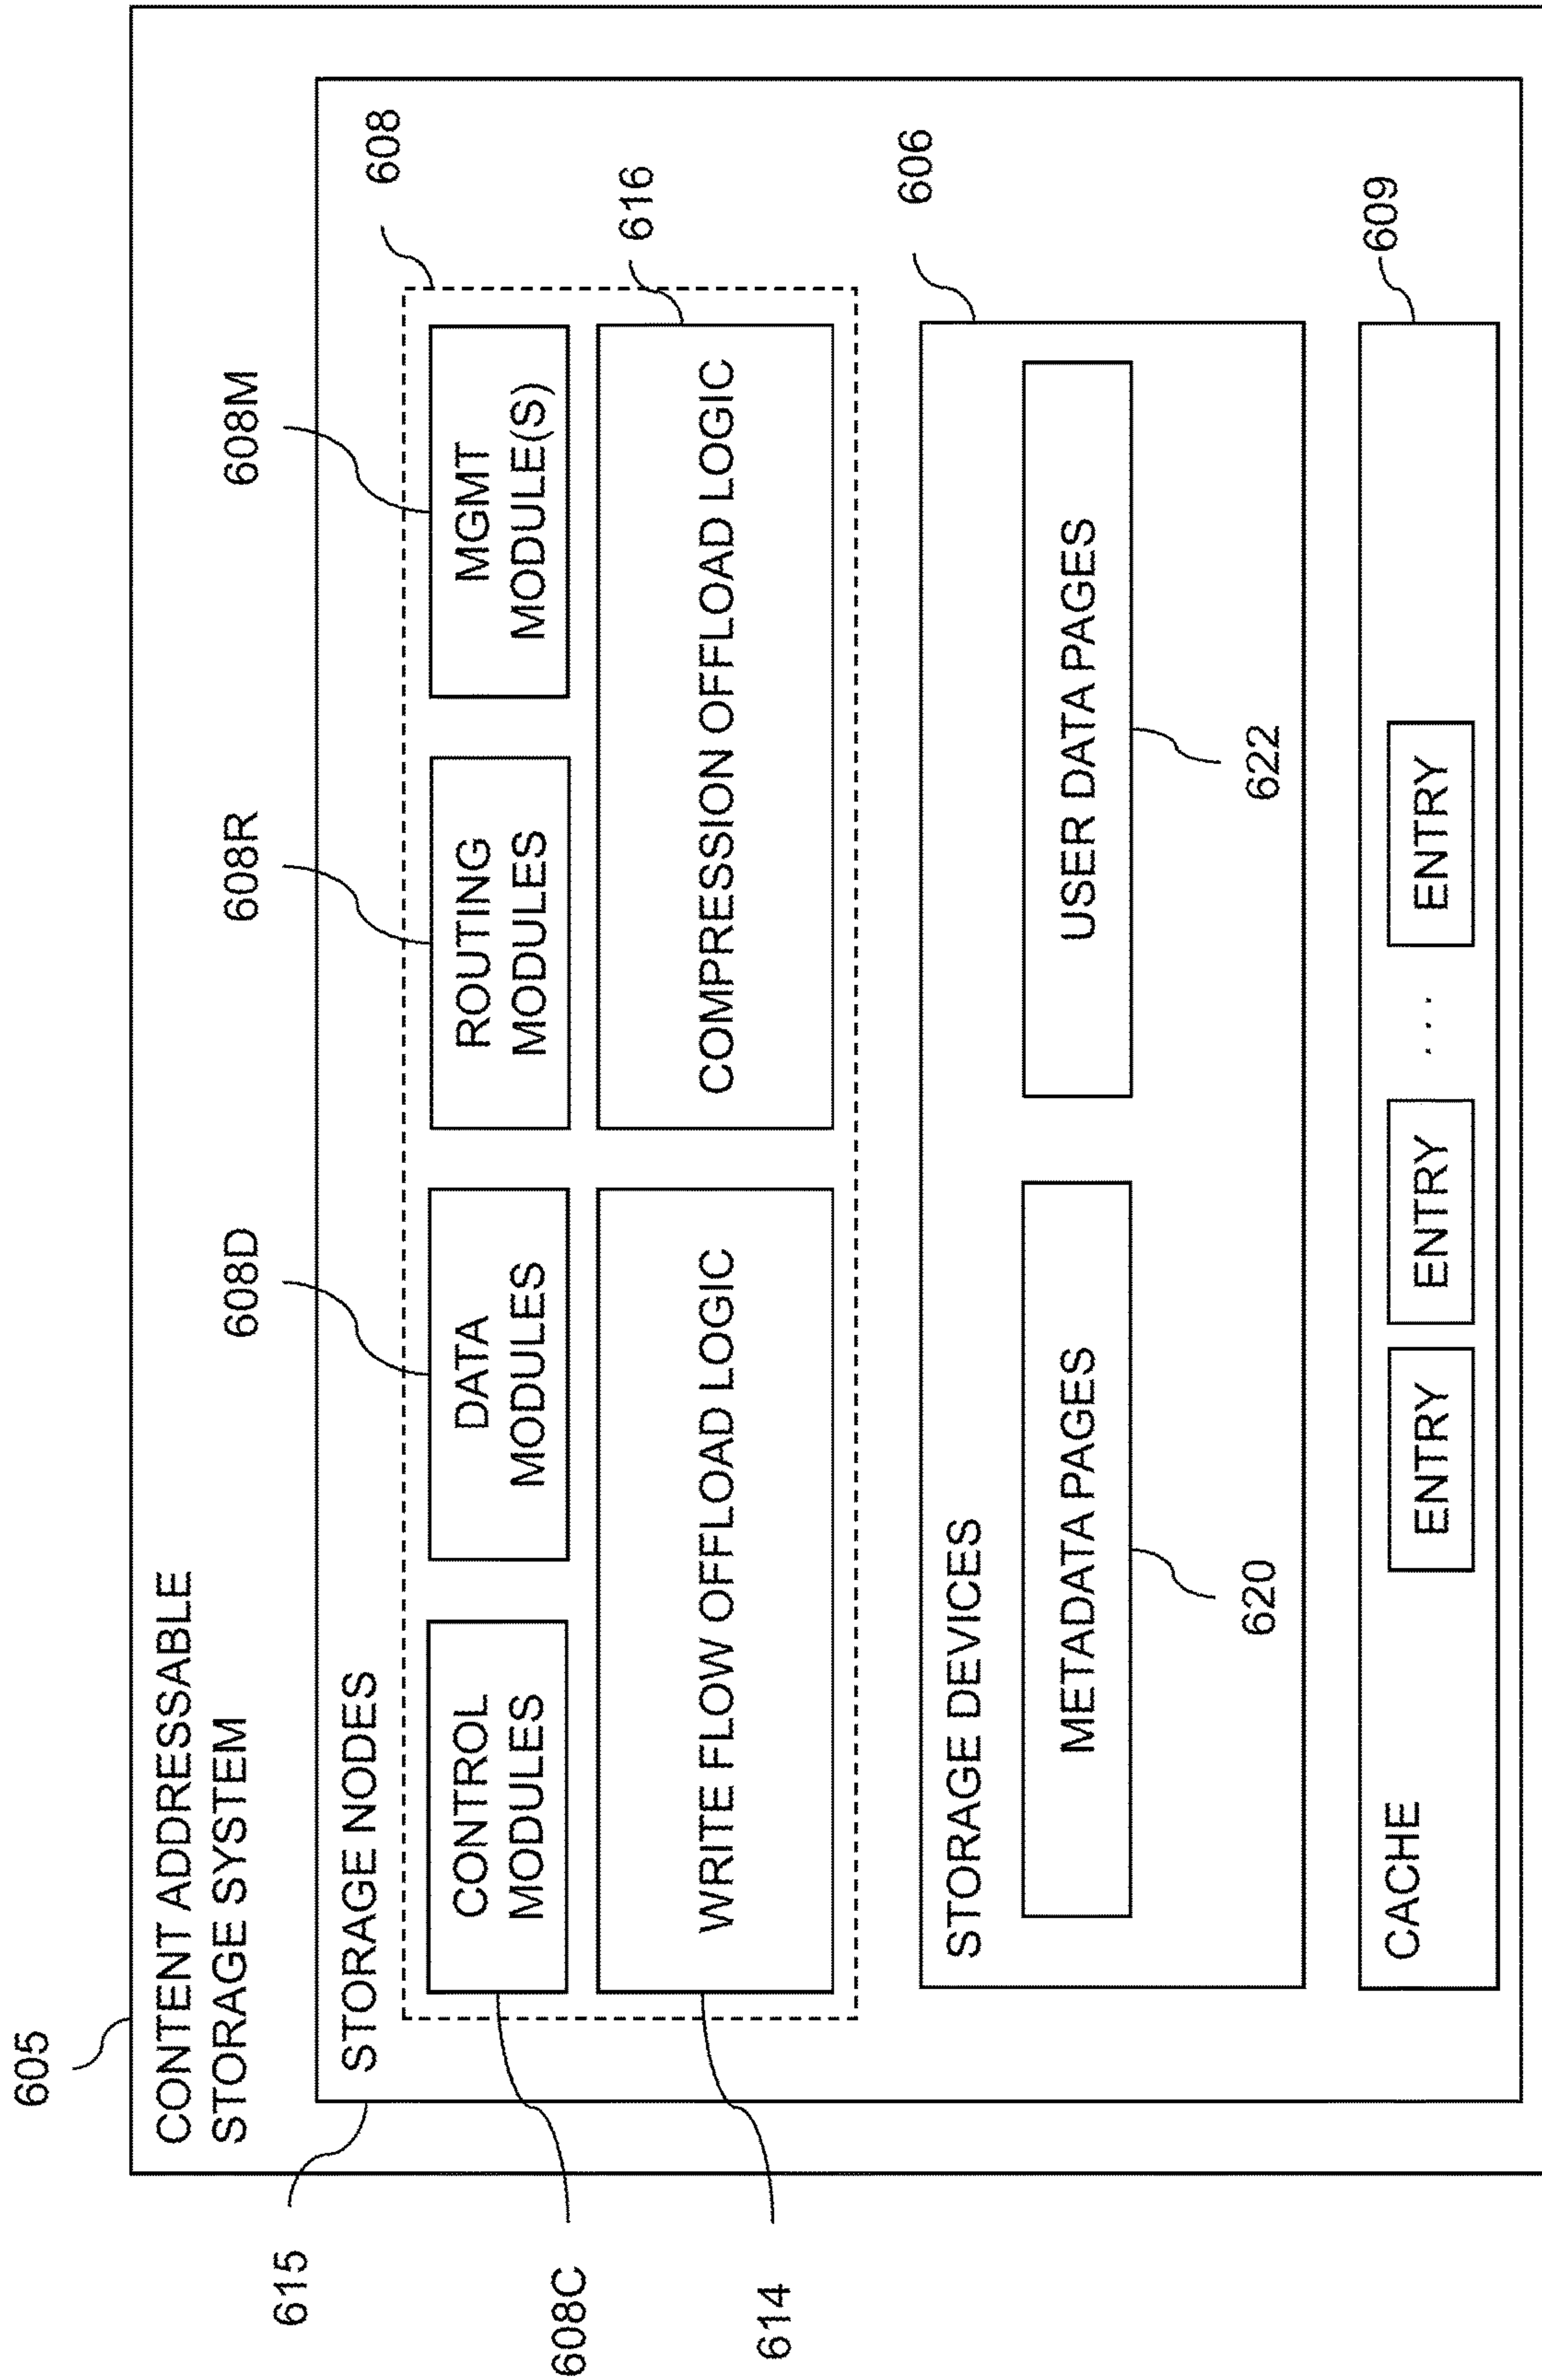 605
CONTENT ADDRESSABLE
STORAGE SYSTEM
615
STORAGE NODES
608D
608R
608M
608
608C
CONTROL
MODULES
DATA
MODULES
ROUTING
MODULES
MGMT
MODULE(S)
616
614
WRITE FLOW OFFLOAD LOGIC
COMPRESSION OFFLOAD LOGIC
606
STORAGE DEVICES
METADATA PAGES
USER DATA PAGES
620
622
609
CACHE
ENTRY
ENTRY
. . .
ENTRY